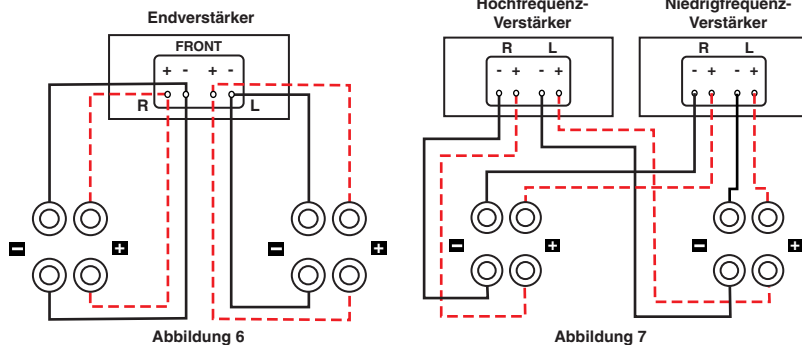 Endverstärker
FRONT
+ - + -
R L
- +
- +
Abbildung 6
Hochfrequenz-
Verstärker
R L
- + - +
Niedrigfrequenz-
Verstärker
R L
- + - +
- +
- +
Abbildung 7